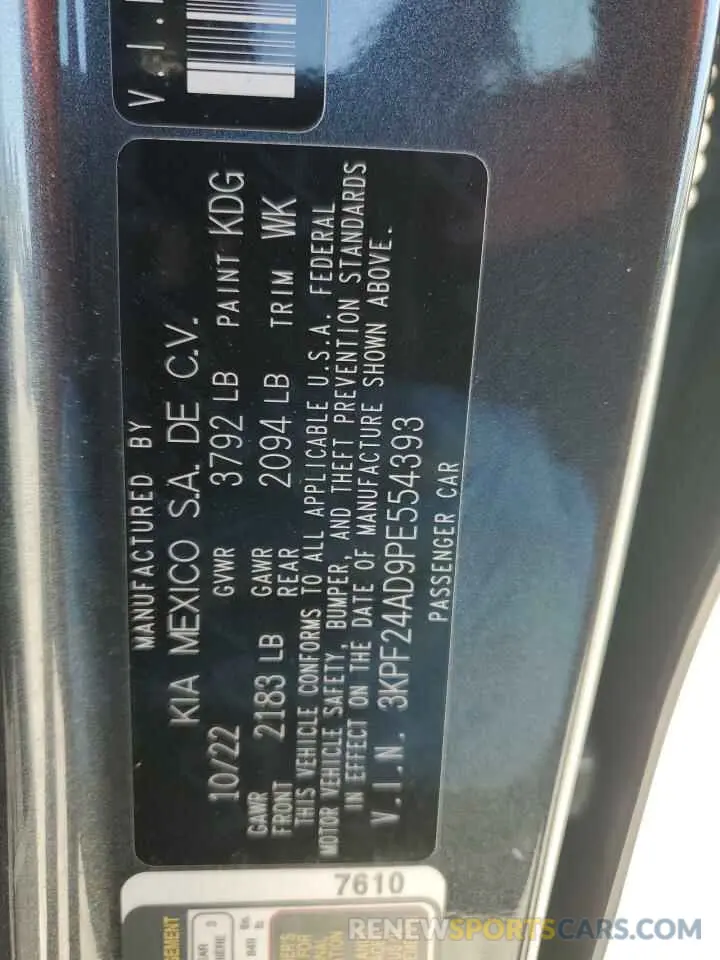 V.I.
MANUFACTURED BY
KIA MEXICO S.A. DE C.V.
10/22 GVWR 3792 LB PAINT KDG
GAWR FRONT 2183 LB GAWR REAR 2094 LB TRIM WK
THIS VEHICLE CONFORMS TO ALL APPLICABLE U.S.A. FEDERAL
MOTOR VEHICLE SAFETY, BUMPER, AND THEFT PREVENTION STANDARDS
IN EFFECT ON THE DATE OF MANUFACTURE SHOWN ABOVE.
V.I.N. 3KPF24AD9PE554393
PASSENGER CAR
7610
RENEWSPORTSCARS.COM